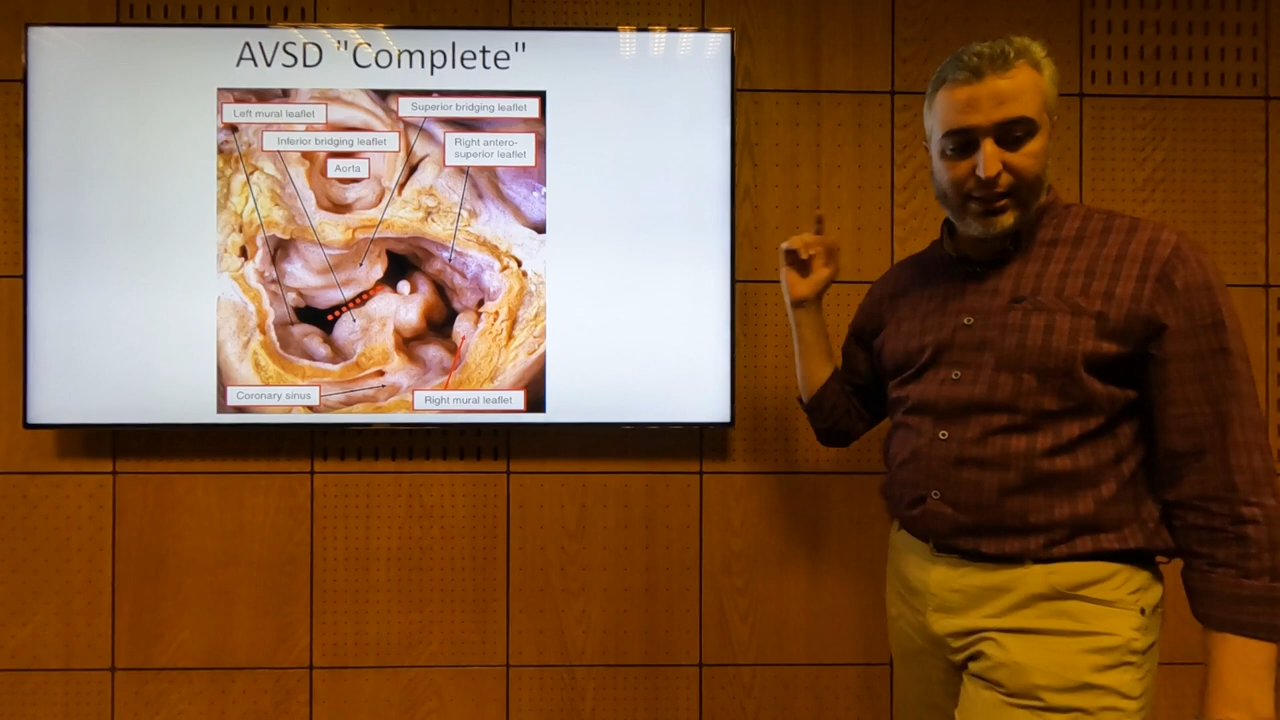 AVSD "Complete"
Left mural leaflet
Superior bridging leaflet
Inferior bridging leaflet
Right antero-
superior leaflet
Aorta
Coronary sinus
Right mural leaflet